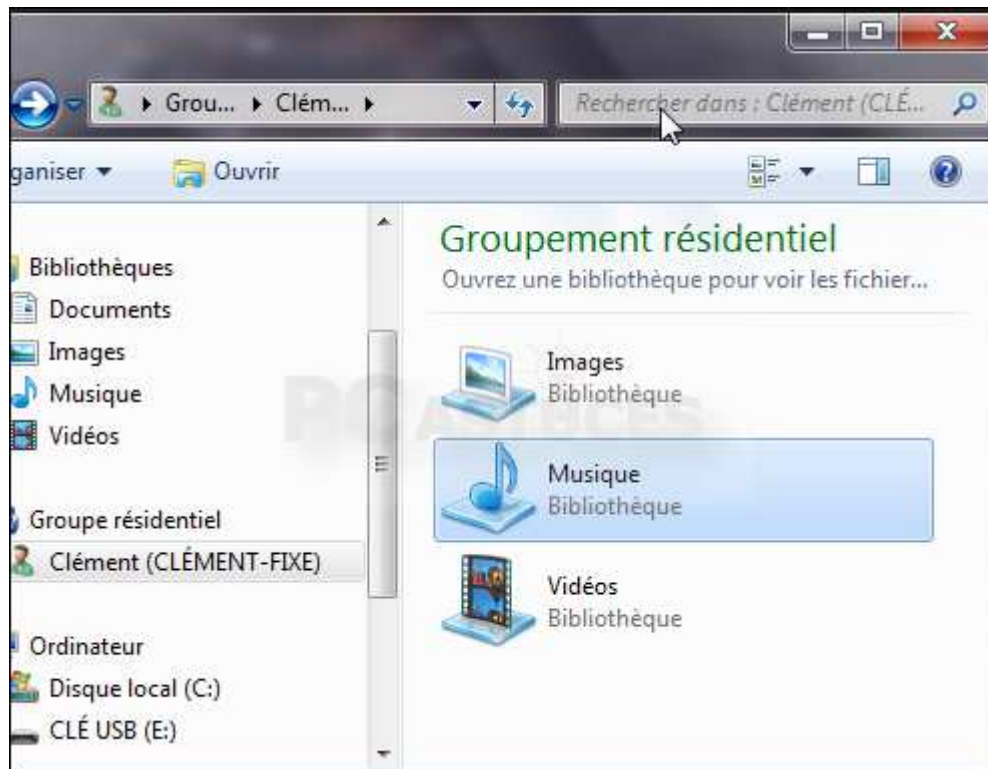 Grou... Clém...
Rechercher dans : Clément (CLÉ...
ganiser
Ouvrir
Bibliothèques
Documents
Images
Musique
Vidéos
Groupe résidentiel
Clément (CLÉMENT-FIXE)
Ordinateur
Disque local (C:)
CLÉ USB (E:)
Groupement résidentiel
Ouvrez une bibliothèque pour voir les fichier...
Images
Bibliothèque
Musique
Bibliothèque
Vidéos
Bibliothèque
PC ASTUCES